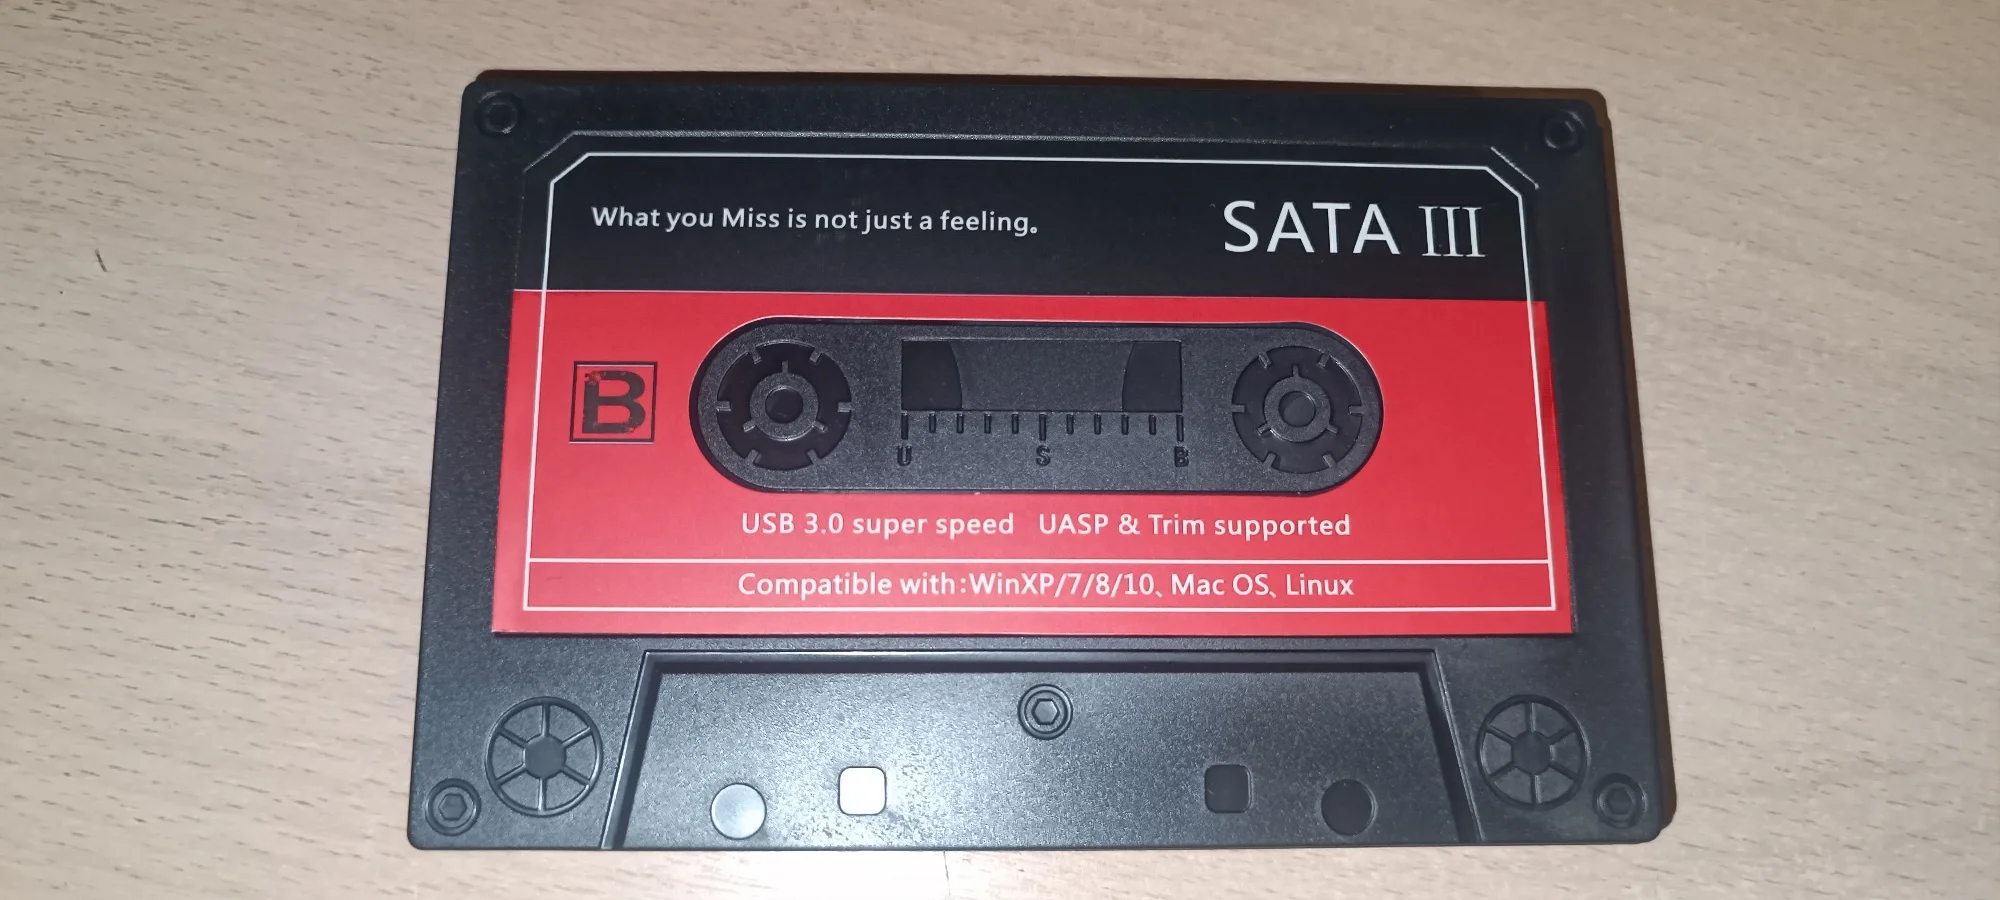 What you Miss is not just a feeling。
SATA III
B
U S B
USB 3.0 super speed UASP & Trim supported
Compatible with:WinXP/7/8/10、Mac OS、Linux